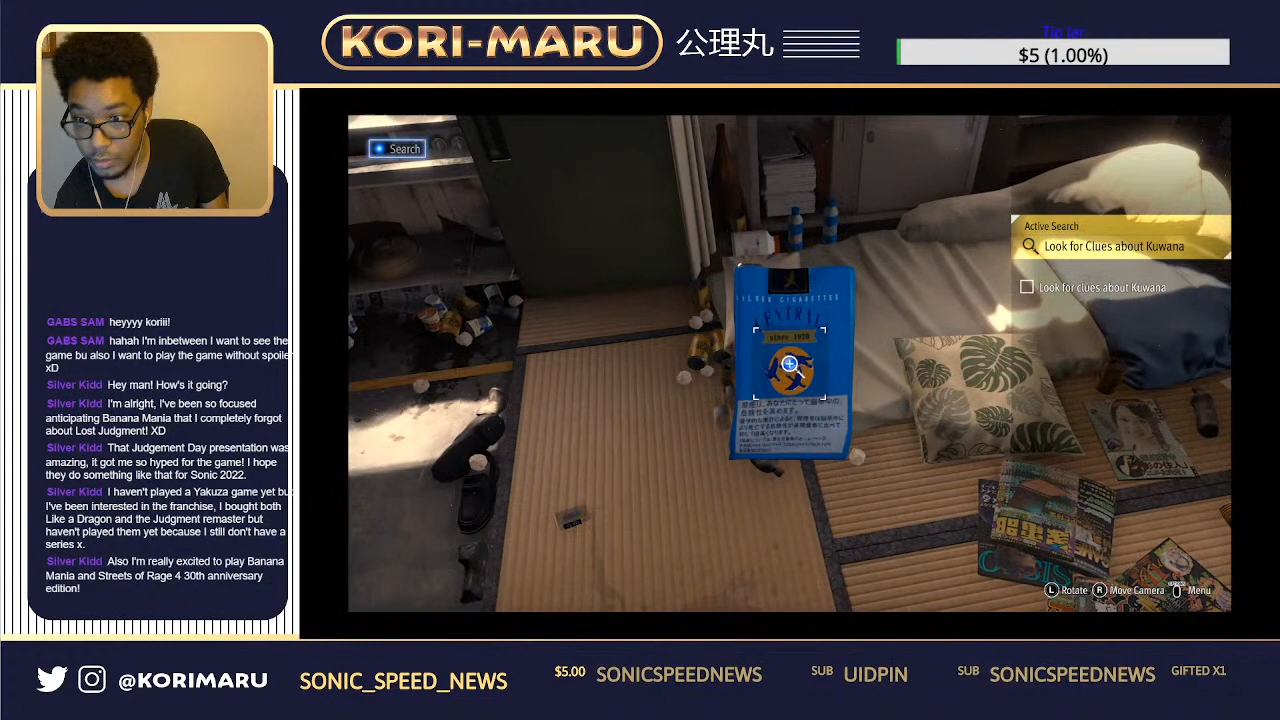 KORI-MARU
公理丸
Tip Jar
$5 (1.00%)
Search
Active Search
Look for Clues about Kuwana
Look for clues about Kuwana
SILVER CIGARETTES
CENTRAL
since 1920
GABS SAM heyyyy koriii!
GABS SAM hahah I'm inbetween I want to see the
game bu also I want to play the game without spoile
xD
Silver Kidd Hey man! How's it going?
Silver Kidd I'm alright, I've been so focused
anticipating Banana Mania that I completely forgot
about Lost Judgment! XD
Silver Kidd That Judgement Day presentation was
amazing, it got me so hyped for the game! I hope
they do something like that for Sonic 2022.
Silver Kidd I haven't played a Yakuza game yet bu
I've been interested in the franchise, I bought both
Like a Dragon and the Judgment remaster but
haven't played them yet because I still don't have a
series x.
Silver Kidd Also I'm really excited to play Banana
Mania and Streets of Rage 4 30th anniversary
edition!
L Rotate R Move Camera OPTIONS Menu
@KORIMARU
SONIC_SPEED_NEWS
$5.00 SONICSPEEDNEWS
SUB UIDPIN
SUB SONICSPEEDNEWS GIFTED X1